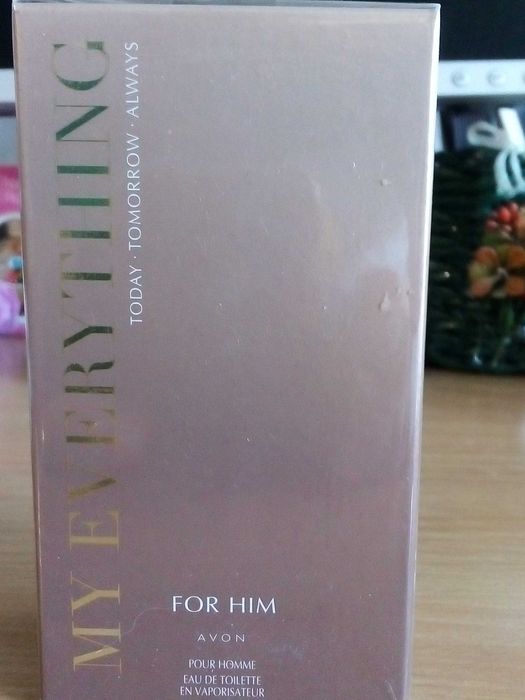 MY EVERYTHING
TODAY · TOMORROW · ALWAYS
FOR HIM
AVON
POUR HOMME
EAU DE TOILETTE
EN VAPORISATEUR